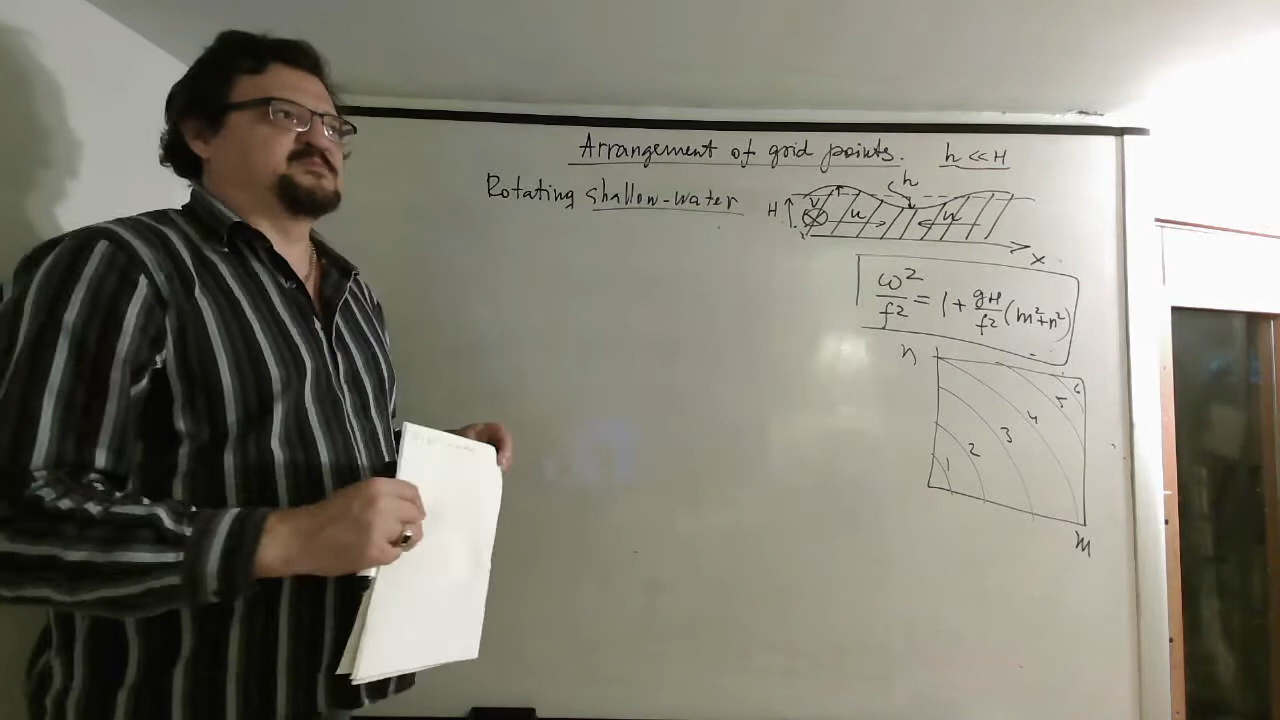 Arrangement of grid points. h << H
Rotating shallow-water
h
H
v u u
x
ω²/f² = 1 + gH/f² (m²+n²)
n
6
5
4
3
2
1
m